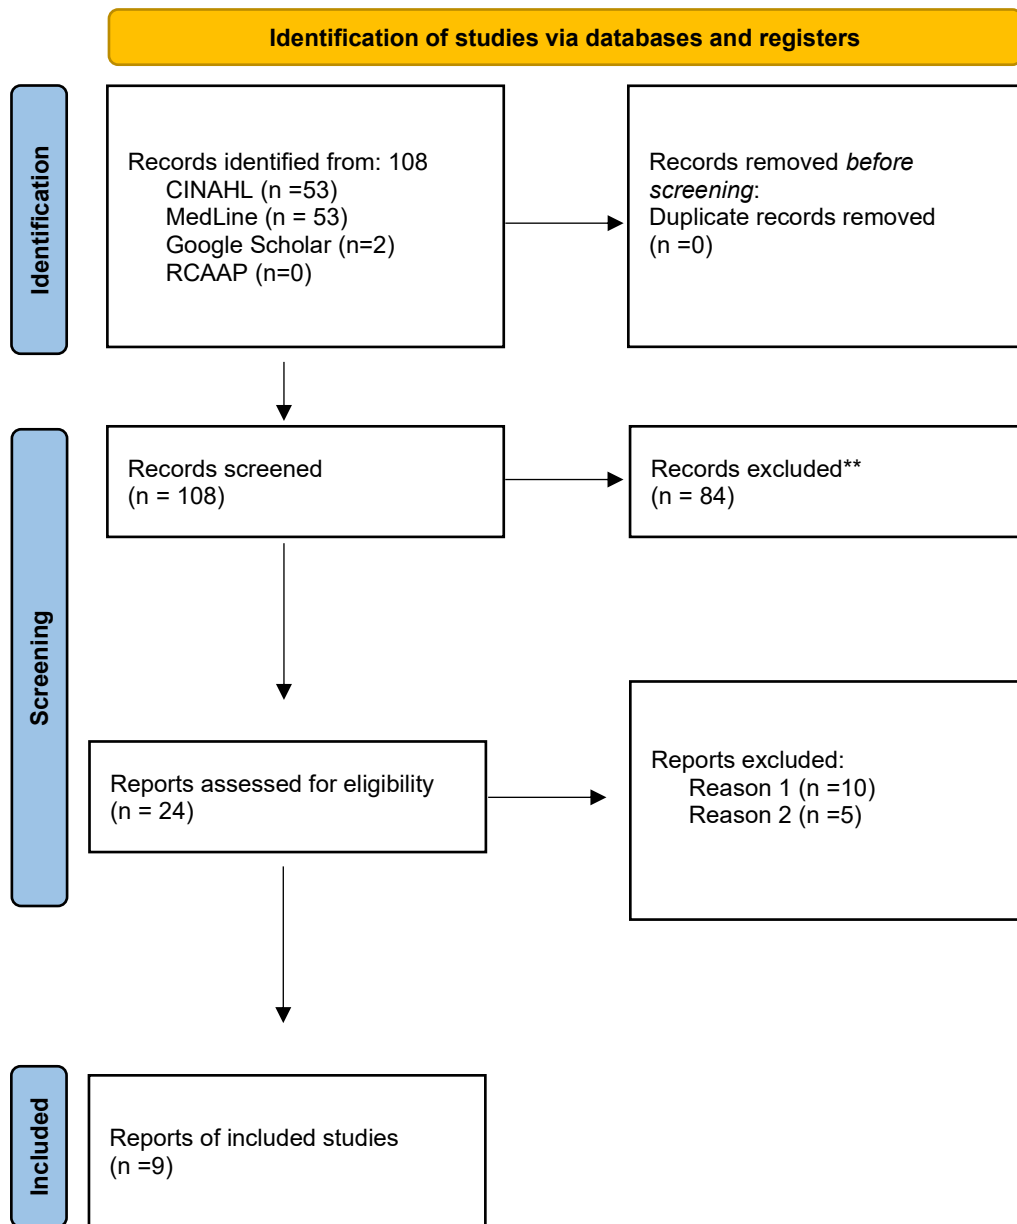 Identification of studies via databases and registers
Identification
Records identified from: 108
CINAHL (n =53)
MedLine (n = 53)
Google Scholar (n=2)
RCAAP (n=0)
Records removed before
screening:
Duplicate records removed
(n =0)
Screening
Records screened
(n = 108)
Records excluded**
(n = 84)
Reports assessed for eligibility
(n = 24)
Reports excluded:
Reason 1 (n =10)
Reason 2 (n =5)
Included
Reports of included studies
(n =9)